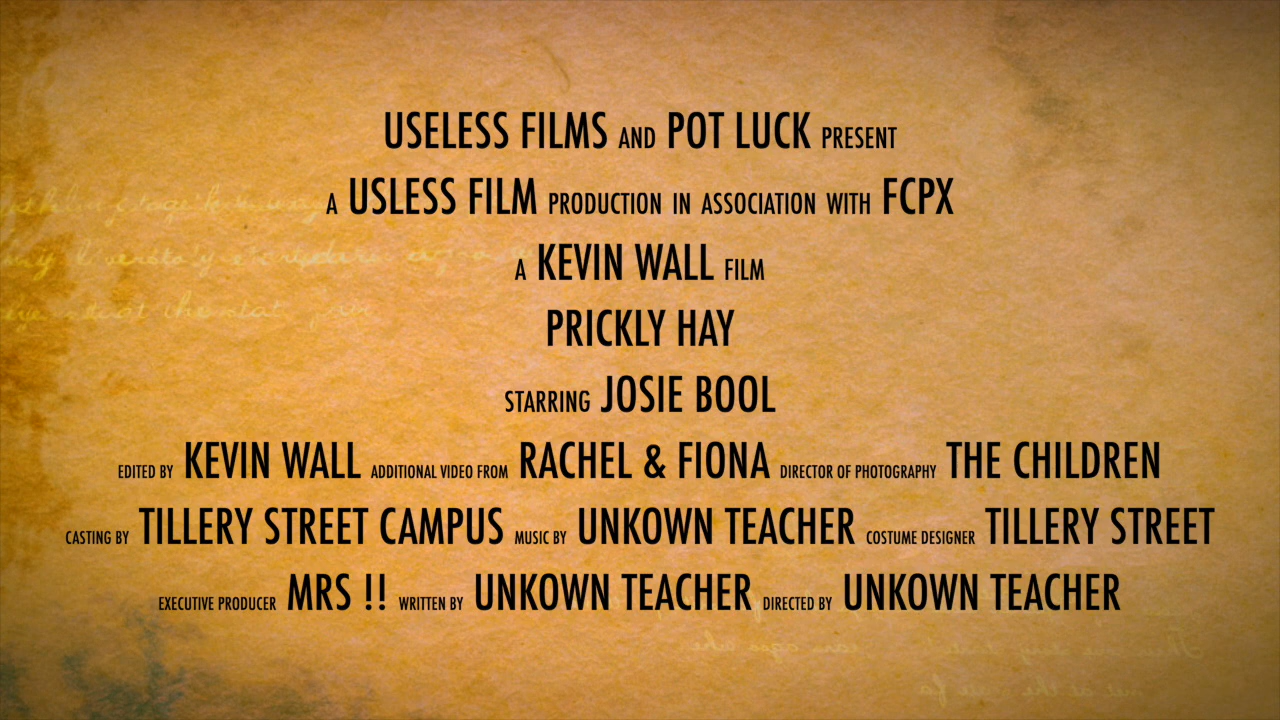 USELESS FILMS AND POT LUCK PRESENT
A USLESS FILM PRODUCTION IN ASSOCIATION WITH FCPX
A KEVIN WALL FILM
PRICKLY HAY
STARRING JOSIE BOOL
EDITED BY KEVIN WALL ADDITIONAL VIDEO FROM RACHEL & FIONA DIRECTOR OF PHOTOGRAPHY THE CHILDREN
CASTING BY TILLERY STREET CAMPUS MUSIC BY UNKOWN TEACHER COSTUME DESIGNER TILLERY STREET
EXECUTIVE PRODUCER MRS !! WRITTEN BY UNKOWN TEACHER DIRECTED BY UNKOWN TEACHER